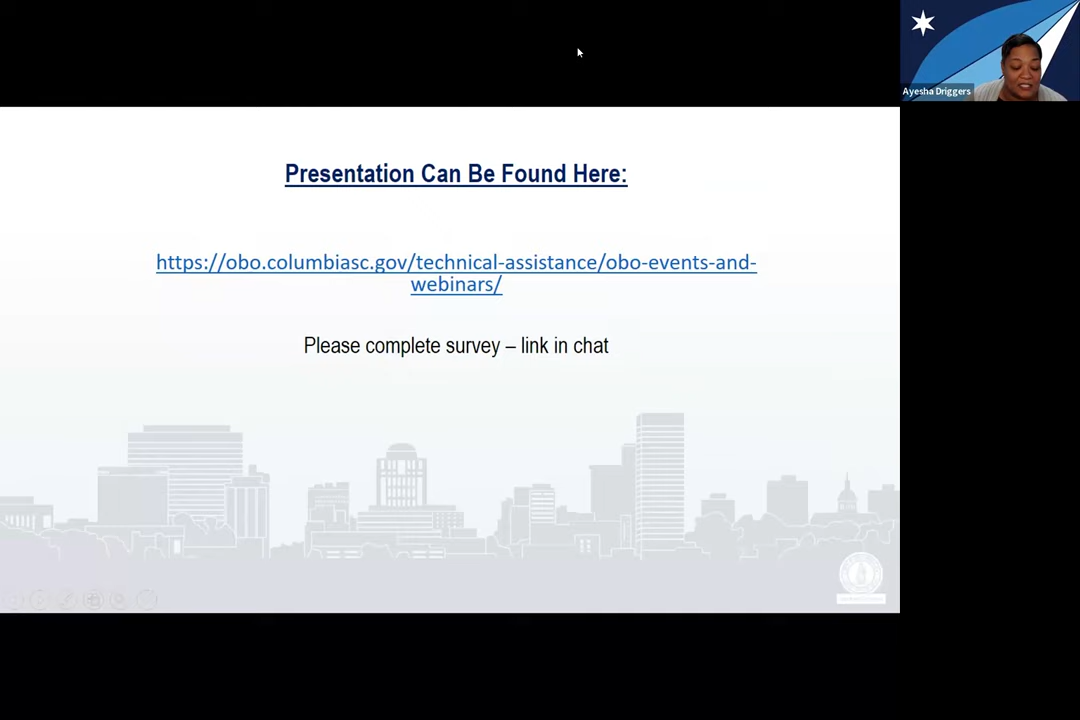 Ayesha Driggers
Presentation Can Be Found Here:
https://obo.columbiasc.gov/technical-assistance/obo-events-and-
webinars/
Please complete survey – link in chat